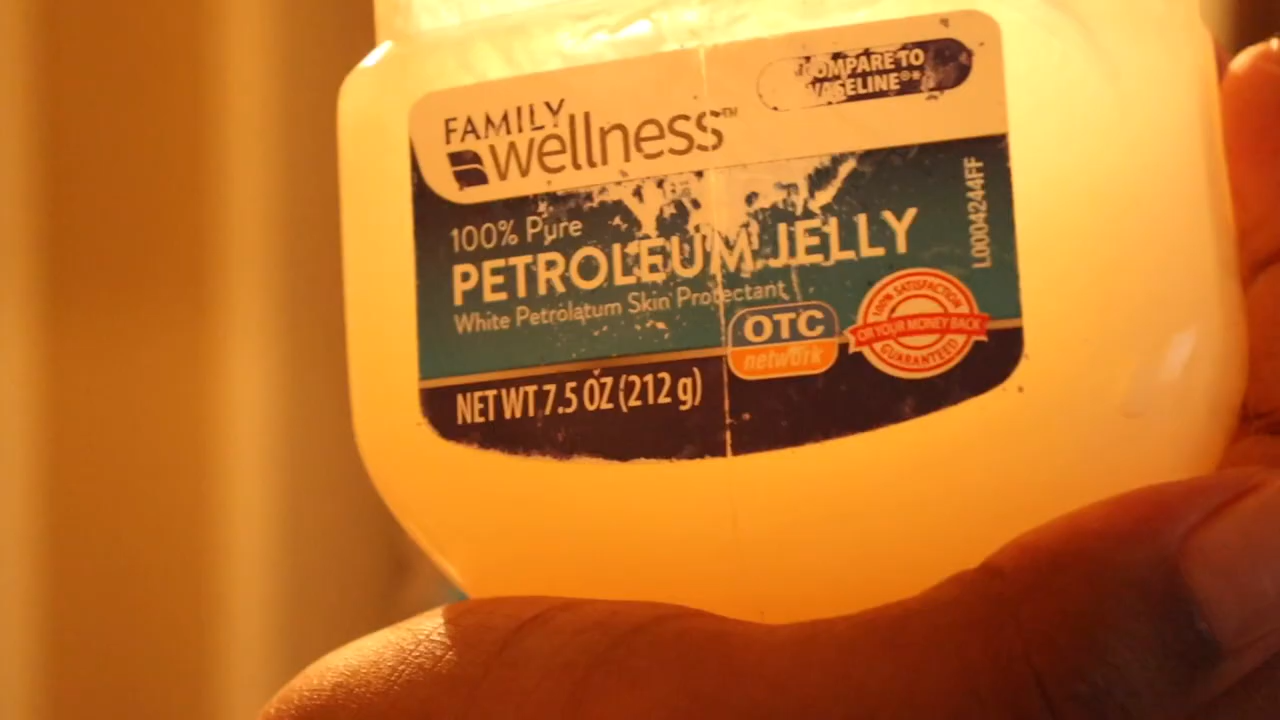 COMPARE TO
VASELINE®*
FAMILY
wellness™
100% Pure
PETROLEUM JELLY
White Petrolatum Skin Protectant
L0004244FF
OTC
network
100% SATISFACTION
OR YOUR MONEY BACK
GUARANTEED
NET WT 7.5 OZ (212 g)